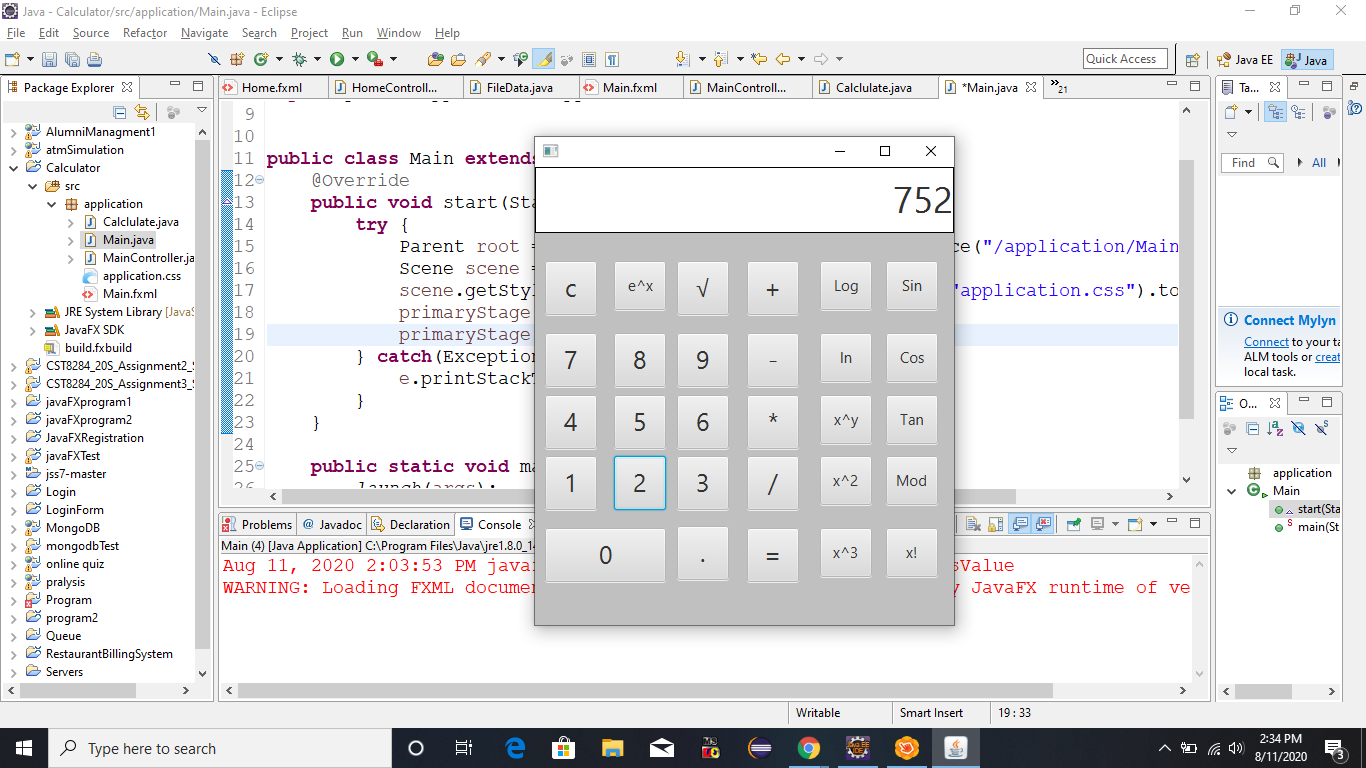 Java - Calculator/src/application/Main.java - Eclipse
File Edit Source Refactor Navigate Search Project Run Window Help
Quick Access
Java EE
Java
Package Explorer
AlumniManagment1
atmSimulation
Calculator
src
application
Calclulate.java
Main.java
MainController.ja
application.css
Main.fxml
JRE System Library [JavaS
JavaFX SDK
build.fxbuild
CST8284_20S_Assignment2_S
CST8284_20S_Assignment3_S
javaFXprogram1
javaFXprogram2
JavaFXRegistration
javaFXTest
jss7-master
Login
LoginForm
MongoDB
mongodbTest
online quiz
pralysis
Program
program2
Queue
RestaurantBillingSystem
Servers
Home.fxml HomeControll... FileData.java Main.fxml MainControll... Calclulate.java *Main.java »21
9
10
11 public class Main extends
12 @Override
13 public void start(Sta
14 try {
15 Parent root = ce("/application/Main
16 Scene scene =
17 scene.getStyl "application.css").to
18 primaryStage
19 primaryStage
20 } catch(Exception
21 e.printStackT
22 }
23 }
24
25 public static void ma
26 launch(args);
752
c e^x √ + Log Sin
7 8 9 - In Cos
4 5 6 * x^y Tan
1 2 3 / x^2 Mod
0 . = x^3 x!
Problems @ Javadoc Declaration Console
Main (4) [Java Application] C:\Program Files\Java\jre1.8.0_14
Aug 11, 2020 2:03:53 PM java sValue
WARNING: Loading FXML documen y JavaFX runtime of ve
Ta...
Find
All
Connect Mylyn
Connect to your ta
ALM tools or creat
local task.
O...
application
Main
start(Sta
main(St
Writable
Smart Insert
19 : 33
Type here to search
2:34 PM
8/11/2020
3